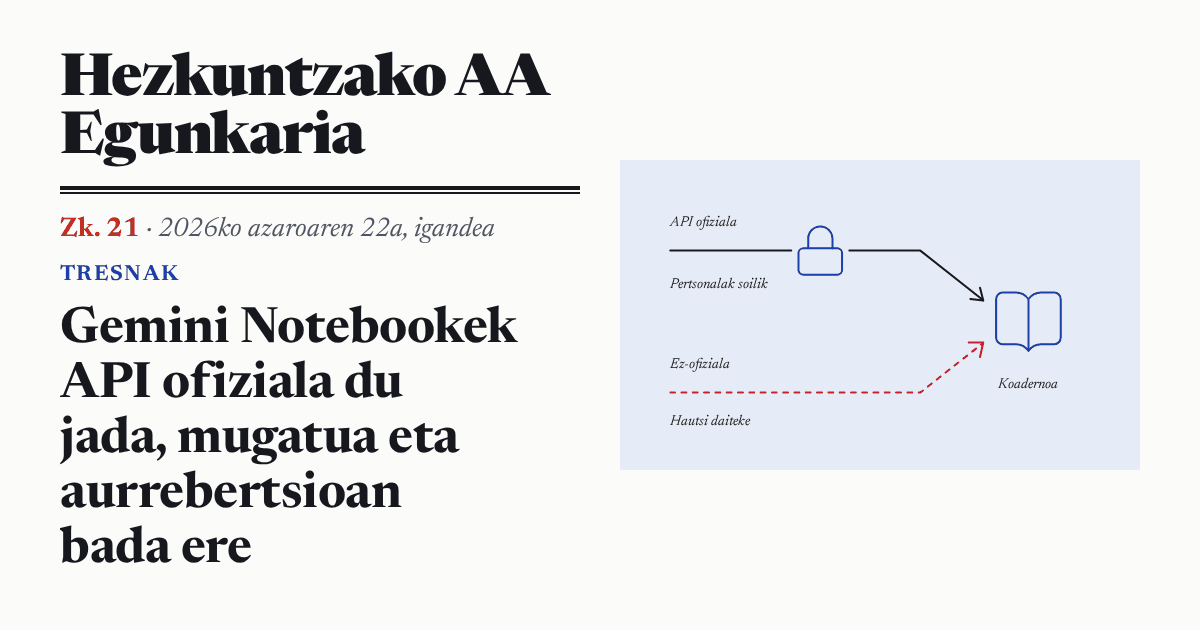 Hezkuntzako AA
Egunkaria
Zk. 21 · 2026ko azaroaren 22a, igandea
TRESNAK
Gemini Notebookek
API ofiziala du
jada, mugatua eta
aurrebertsioan
bada ere
API ofiziala
Pertsonalak soilik
Ez-ofiziala
Hautsi daiteke
Koadernoa